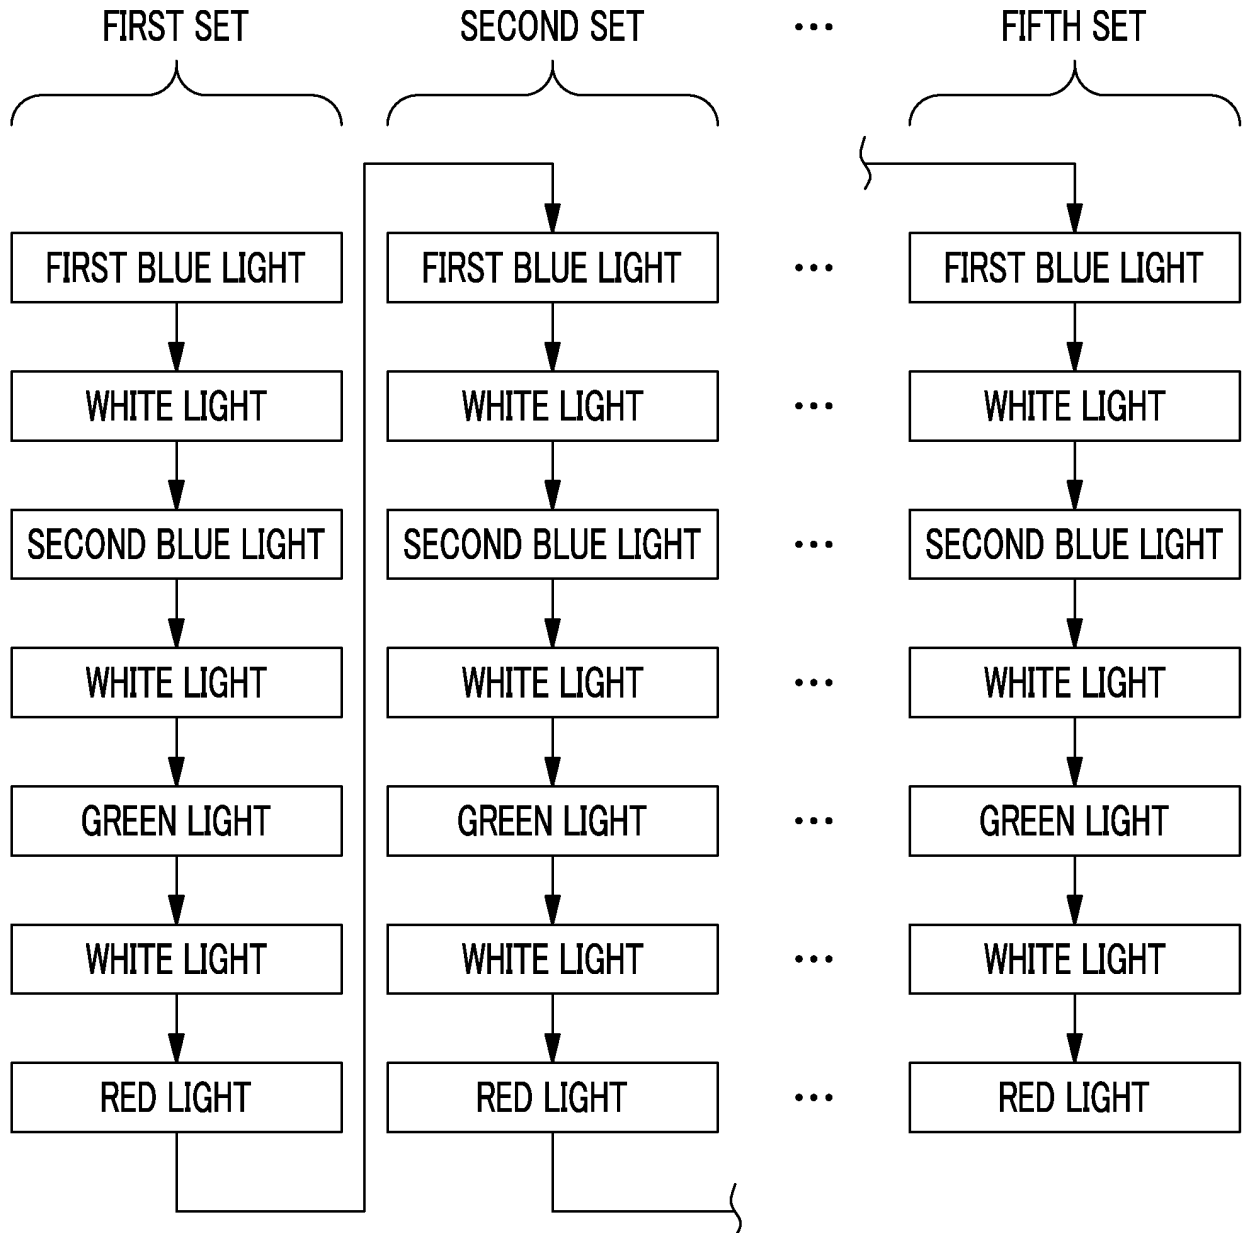 FIRST SET SECOND SET ••• FIFTH SET
FIRST BLUE LIGHT FIRST BLUE LIGHT ••• FIRST BLUE LIGHT
WHITE LIGHT WHITE LIGHT ••• WHITE LIGHT
SECOND BLUE LIGHT SECOND BLUE LIGHT ••• SECOND BLUE LIGHT
WHITE LIGHT WHITE LIGHT ••• WHITE LIGHT
GREEN LIGHT GREEN LIGHT ••• GREEN LIGHT
WHITE LIGHT WHITE LIGHT ••• WHITE LIGHT
RED LIGHT RED LIGHT ••• RED LIGHT